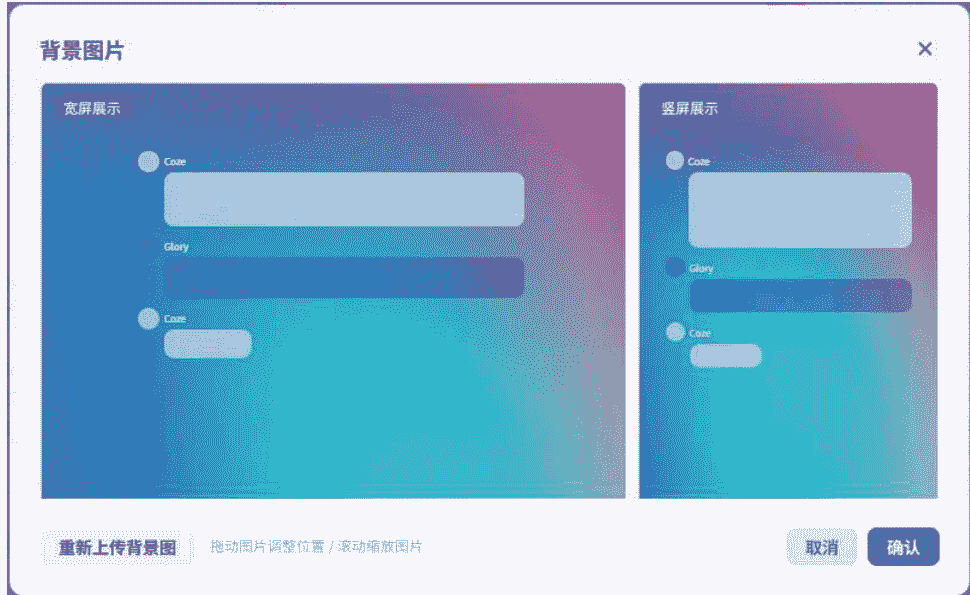 背景图片
宽屏展示
Coze
Glory
Coze
竖屏展示
Coze
Glory
Coze
重新上传背景图
拖动图片调整位置 / 滚动缩放图片
取消
确认